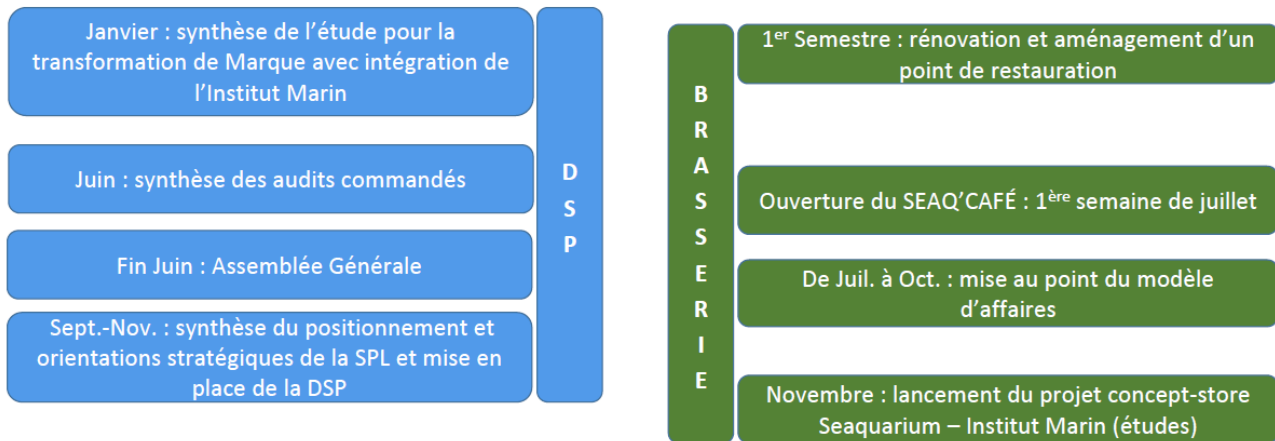 Janvier : synthèse de l’étude pour la
transformation de Marque avec intégration de
l’Institut Marin
Juin : synthèse des audits commandés
Fin Juin : Assemblée Générale
Sept.-Nov. : synthèse du positionnement et
orientations stratégiques de la SPL et mise en
place de la DSP
D
S
P
B
R
A
S
S
E
R
I
E
1er Semestre : rénovation et aménagement d’un
point de restauration
Ouverture du SEAQ’CAFÉ : 1ère semaine de juillet
De Juil. à Oct. : mise au point du modèle
d’affaires
Novembre : lancement du projet concept-store
Seaquarium – Institut Marin (études)